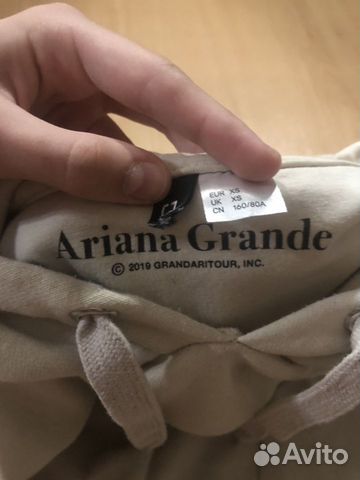 EUR XS
UK XS
CN 160/80A
Ariana Grande
© 2019 GRANDARITOUR, INC.
Avito